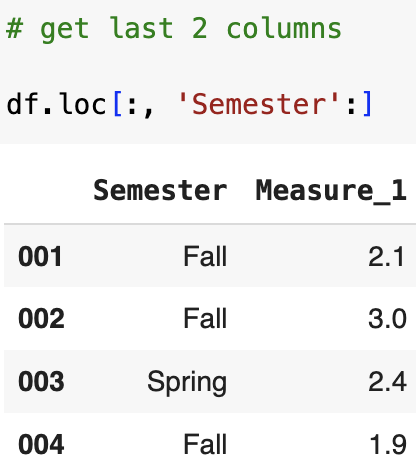 # get last 2 columns
df.loc[:, 'Semester':]
Semester Measure_1
001 Fall 2.1
002 Fall 3.0
003 Spring 2.4
004 Fall 1.9